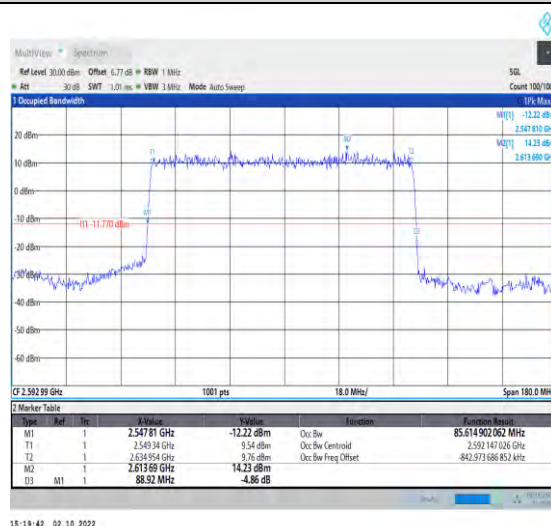 MultiView Spectrum
Ref Level 30.00 dBm Offset 6.77 dB RBW 1 MHz SGL
Att 30 dB SWT 1.01 ms VBW 3 MHz Mode Auto Sweep Count 100/100
1 Occupied Bandwidth 1Pk Max
M1[1] -12.22 dB
2.547 810 G
M2[1] 14.23 dB
2.613 690 G
M2
T1
T2
20 dBm
10 dBm
0 dBm
M1
-10 dBm
H1 -11.770 dBm
D3
-20 dBm
-30 dBm
-40 dBm
-50 dBm
-60 dBm
CF 2.592 99 GHz 1001 pts 18.0 MHz/ Span 180.0 MH
2 Marker Table
Type Ref Trc X-Value Y-Value Function Function Result
M1 1 2.547 81 GHz -12.22 dBm Occ Bw 85.614 902 062 MHz
T1 1 2.549 34 GHz 9.54 dBm Occ Bw Centroid 2.592 147 026 GHz
T2 1 2.634 954 GHz 9.76 dBm Occ Bw Freq Offset -842.973 686 852 kHz
M2 1 2.613 69 GHz 14.23 dBm
D3 M1 1 88.92 MHz -4.86 dB
15:19:42 02.10.2022